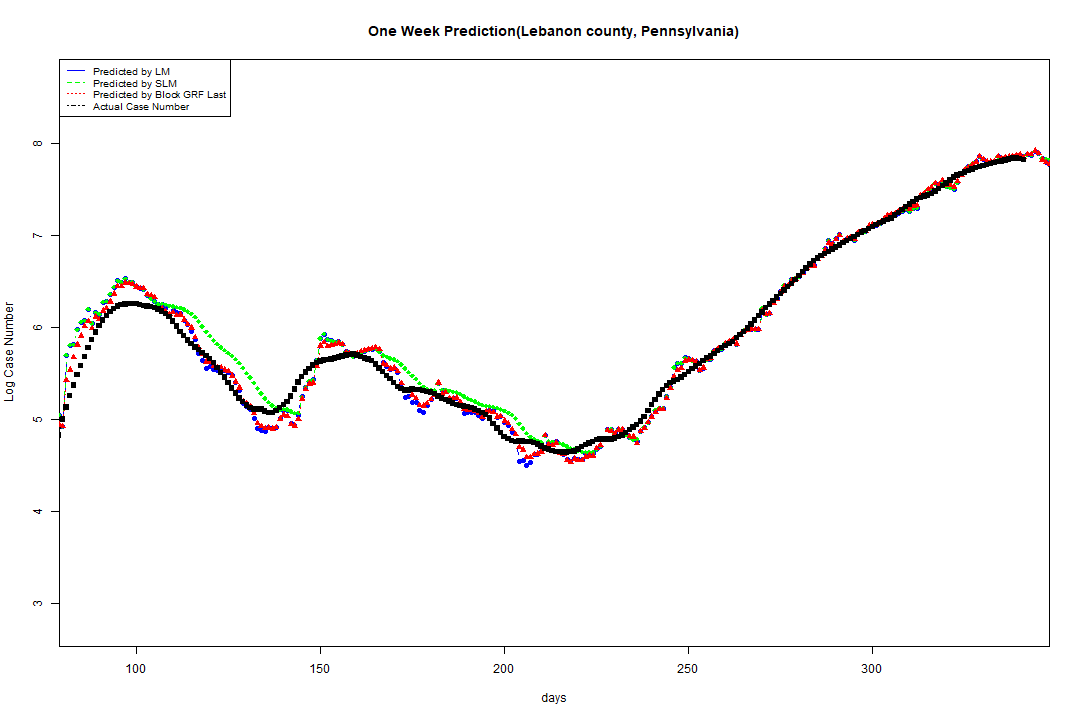 One Week Prediction(Lebanon county, Pennsylvania)
Predicted by LM
Predicted by SLM
Predicted by Block GRF Last
Actual Case Number
8
7
6
5
4
3
Log Case Number
100 150 200 250 300
days